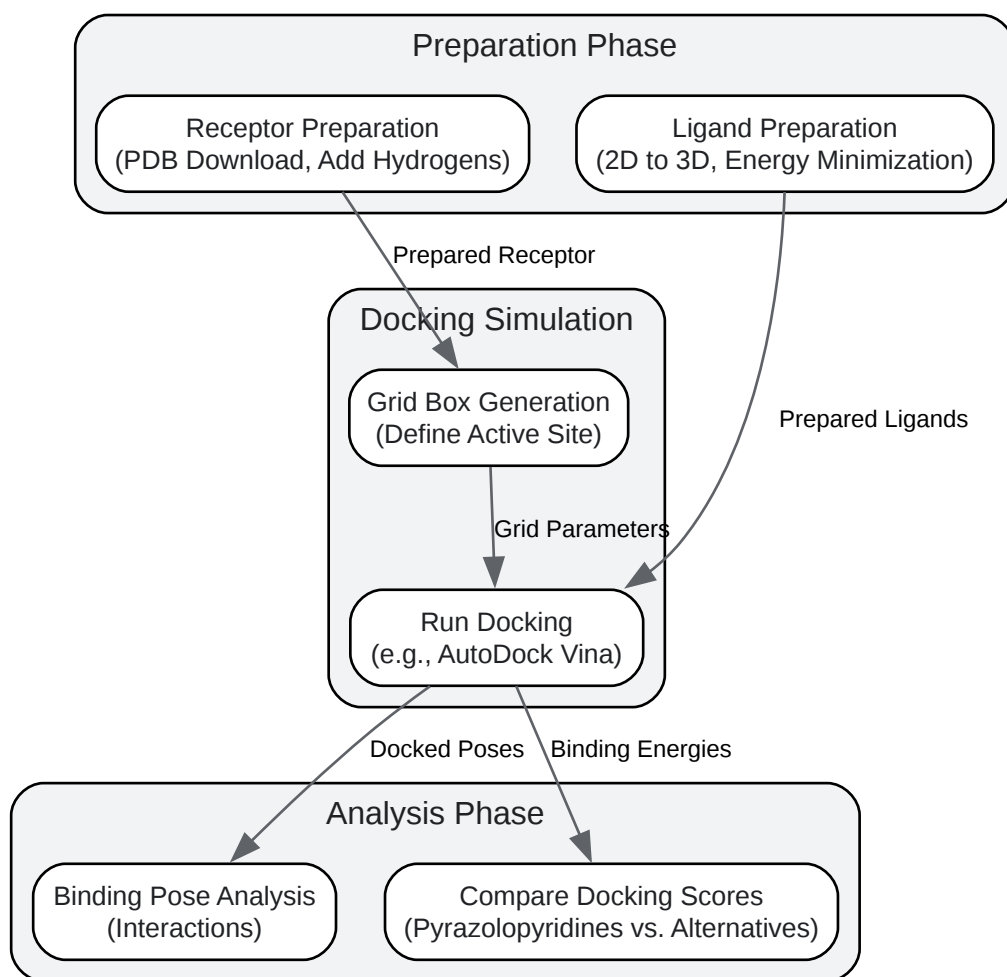 Preparation Phase
Receptor Preparation
(PDB Download, Add Hydrogens)
Ligand Preparation
(2D to 3D, Energy Minimization)
Prepared Receptor
Docking Simulation
Grid Box Generation
(Define Active Site)
Prepared Ligands
Grid Parameters
Run Docking
(e.g., AutoDock Vina)
Docked Poses
Binding Energies
Analysis Phase
Binding Pose Analysis
(Interactions)
Compare Docking Scores
(Pyrazolopyridines vs. Alternatives)